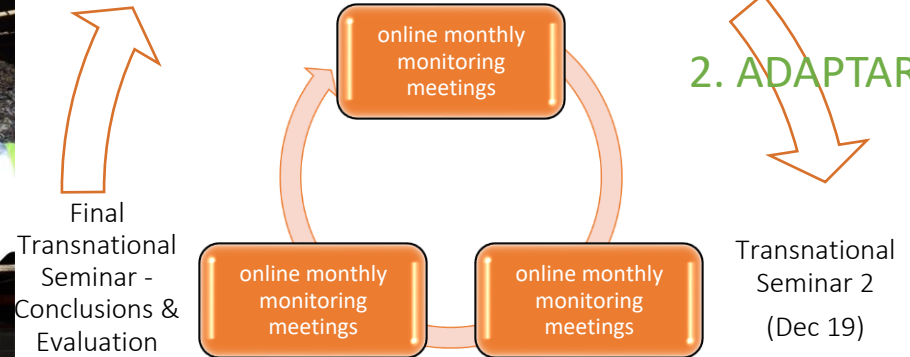 online monthly
monitoring
meetings
2. ADAPTAR
Final
Transnational
Seminar -
Conclusions &
Evaluation
online monthly
monitoring
meetings
online monthly
monitoring
meetings
Transnational
Seminar 2
(Dec 19)